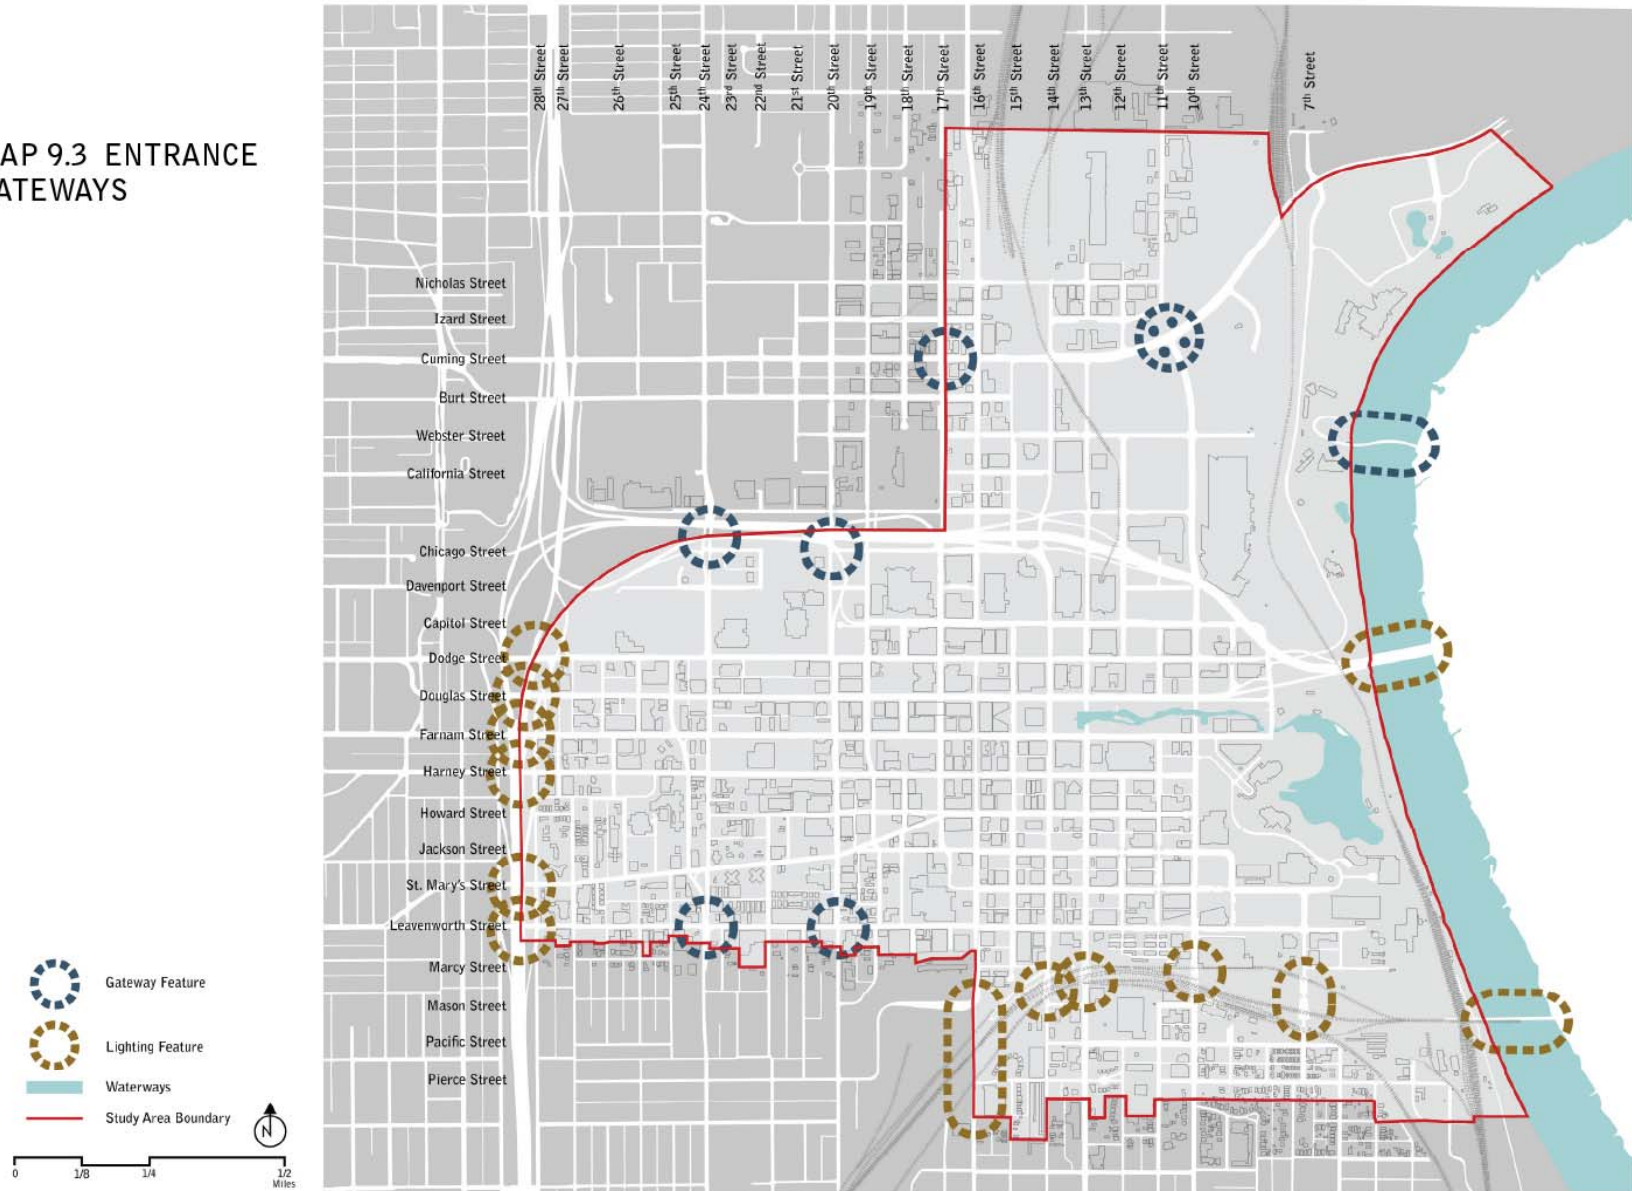 AP 9.3 ENTRANCE
ATEWAYS
28th Street
27th Street
26th Street
25th Street
24th Street
23rd Street
22nd Street
21st Street
20th Street
19th Street
18th Street
17th Street
16th Street
15th Street
14th Street
13th Street
12th Street
11th Street
10th Street
7th Street
Nicholas Street
Izard Street
Cuming Street
Burt Street
Webster Street
California Street
Chicago Street
Davenport Street
Capitol Street
Dodge Street
Douglas Street
Farnam Street
Harney Street
Howard Street
Jackson Street
St. Mary's Street
Leavenworth Street
Marcy Street
Mason Street
Pacific Street
Pierce Street
Gateway Feature
Lighting Feature
Waterways
Study Area Boundary
N
0 1/8 1/4 1/2
Miles